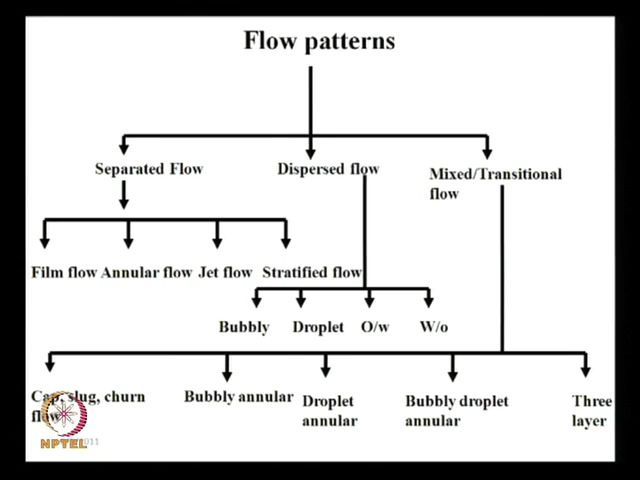 Flow patterns
Separated Flow
Dispersed flow
Mixed/Transitional
flow
Film flow Annular flow Jet flow Stratified flow
Bubbly Droplet O/w W/o
Cap, slug, churn
flow
Bubbly annular
Droplet
annular
Bubbly droplet
annular
Three
layer
NPTEL 2011